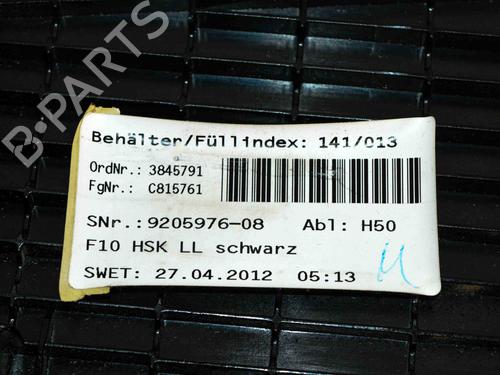 B-PARTS
Behälter/Füllindex: 141/013
OrdNr.: 3845791
FgNr.: C815761
SNr.:9205976-08 Abl: H50
F10 HSK LL schwarz
SWET: 27.04.2012 05:13